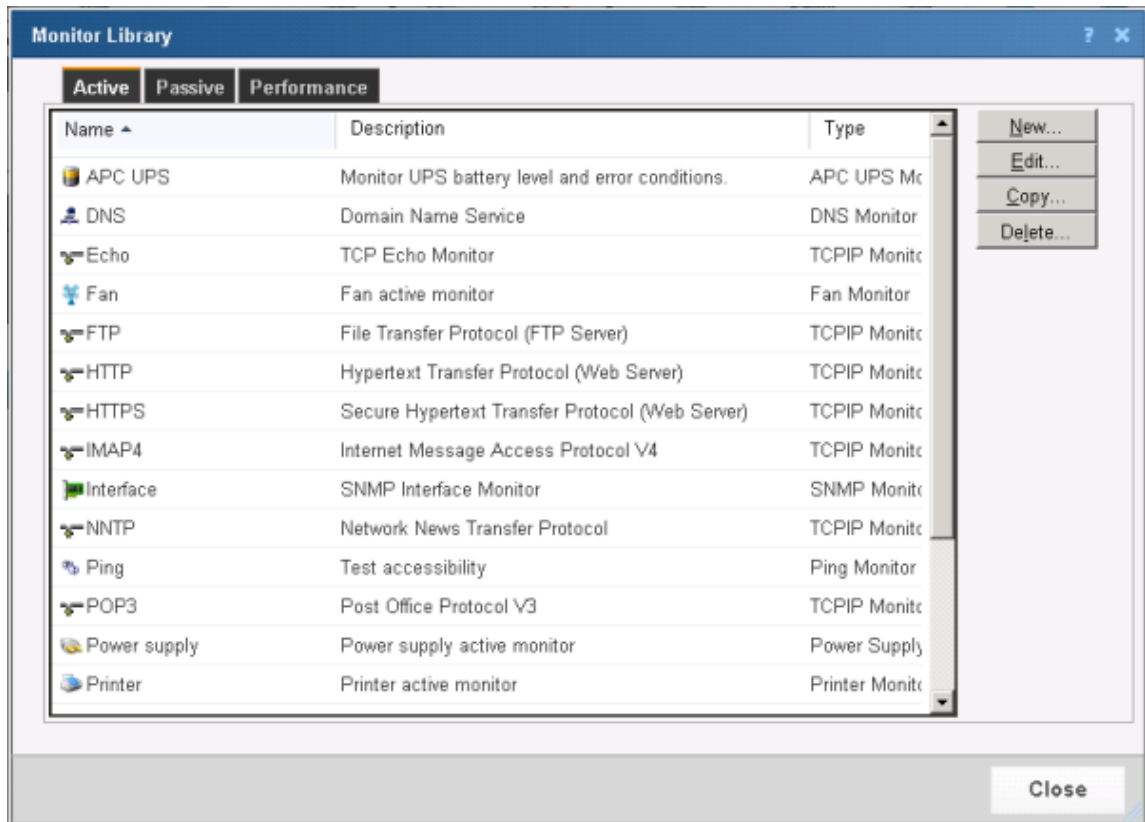 Monitor Library ? ×
Active Passive Performance
Name Description Type
New...
Edit...
Copy...
Delete...
APC UPS Monitor UPS battery level and error conditions. APC UPS Mc
DNS Domain Name Service DNS Monitor
Echo TCP Echo Monitor TCPIP Monitc
Fan Fan active monitor Fan Monitor
FTP File Transfer Protocol (FTP Server) TCPIP Monitc
HTTP Hypertext Transfer Protocol (Web Server) TCPIP Monitc
HTTPS Secure Hypertext Transfer Protocol (Web Server) TCPIP Monitc
IMAP4 Internet Message Access Protocol V4 TCPIP Monitc
Interface SNMP Interface Monitor SNMP Monitc
NNTP Network News Transfer Protocol TCPIP Monitc
Ping Test accessibility Ping Monitor
POP3 Post Office Protocol V3 TCPIP Monitc
Power supply Power supply active monitor Power Supply
Printer Printer active monitor Printer Monitc
Close